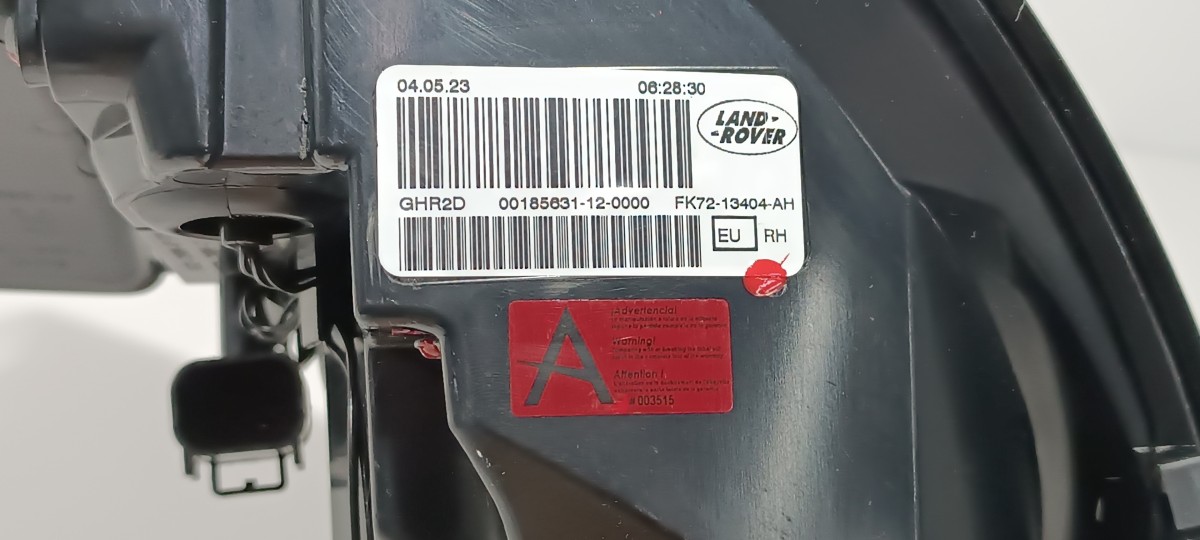 04.05.23 06:28:30
LAND-
-ROVER
GHR2D 00185631-12-0000 FK72-13404-AH
EU RH
A
¡Advertencia!
Warning!
Attention !
# 003515